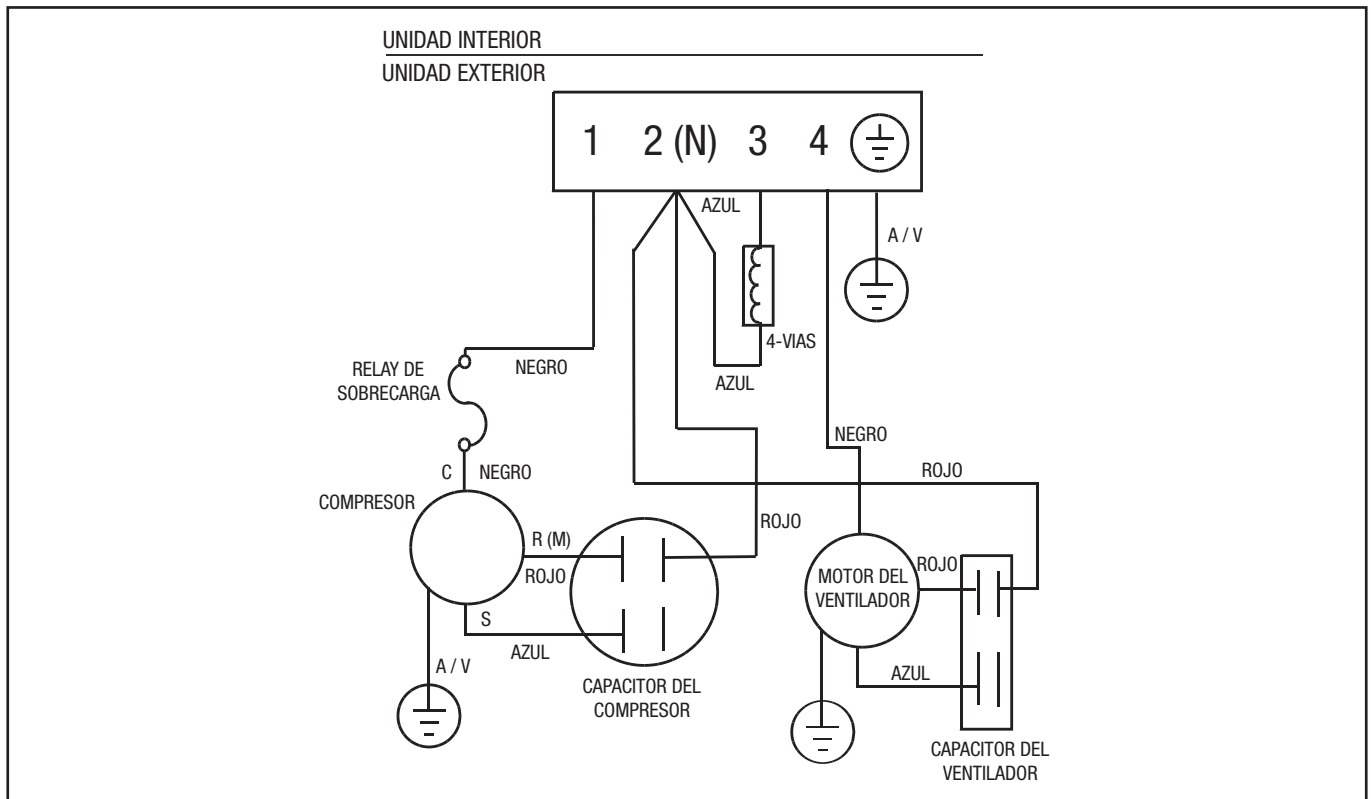 UNIDAD INTERIOR
UNIDAD EXTERIOR
1 2 (N) 3 4
AZUL
A / V
4-VIAS
NEGRO
AZUL
RELAY DE
SOBRECARGA
NEGRO
ROJO
C NEGRO
COMPRESOR
ROJO
R (M)
ROJO
ROJO
MOTOR DEL
VENTILADOR
S
AZUL
A / V
AZUL
CAPACITOR DEL
COMPRESOR
CAPACITOR DEL
VENTILADOR